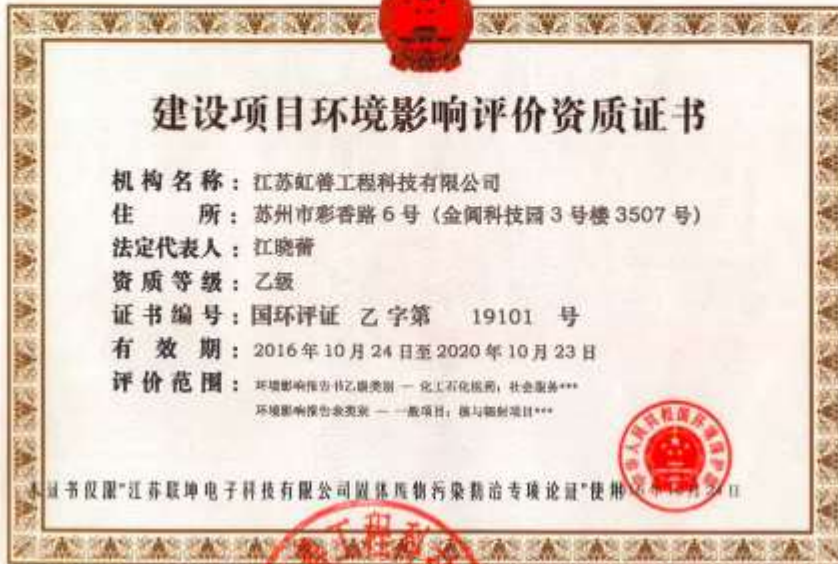 建设项目环境影响评价资质证书
机构名称：江苏虹善工程科技有限公司
住 所：苏州市彩香路6号（金阊科技园3号楼3507号）
法定代表人：江晓蕾
资质等级：乙级
证书编号：国环评证 乙 字第 19101 号
有效期：2016年10月24日至2020年10月23日
评价范围：环境影响报告书乙级类别 — 化工石化医药；社会服务***
环境影响报告表类别 — 一般项目；核与辐射项目***
本证书仅限"江苏联坤电子科技有限公司固体废物污染防治专项论证"使用
月24日
工程科